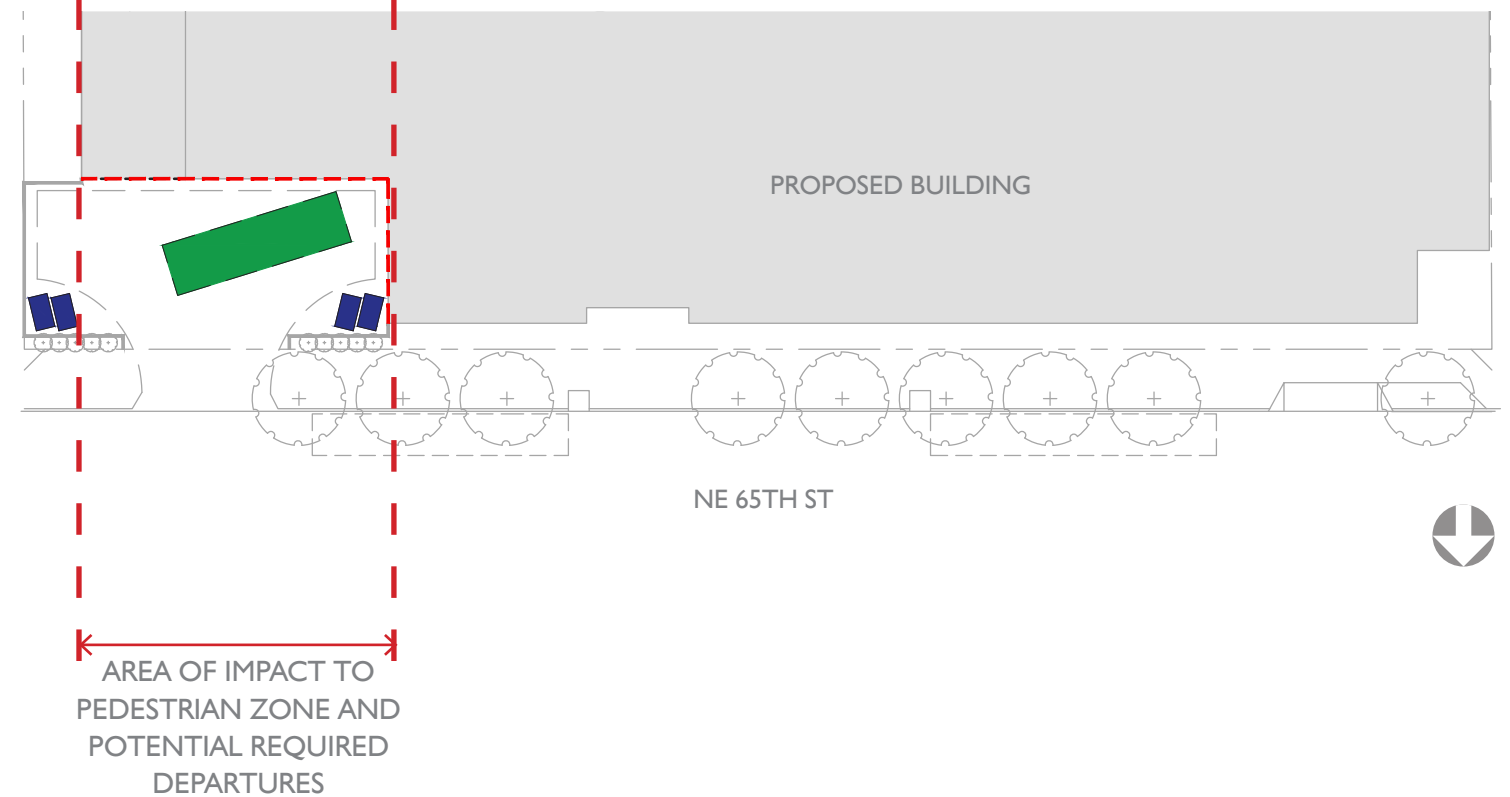 PROPOSED BUILDING
NE 65TH ST
AREA OF IMPACT TO
PEDESTRIAN ZONE AND
POTENTIAL REQUIRED
DEPARTURES